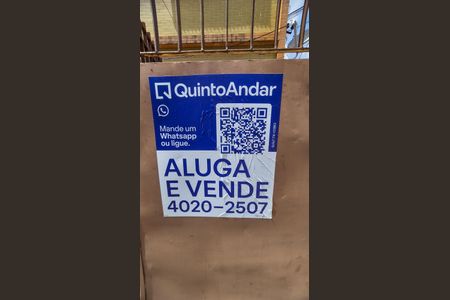 QuintoAndar
Mande um
Whatsapp
ou ligue.
ALUGA
E VENDE
4020-2507